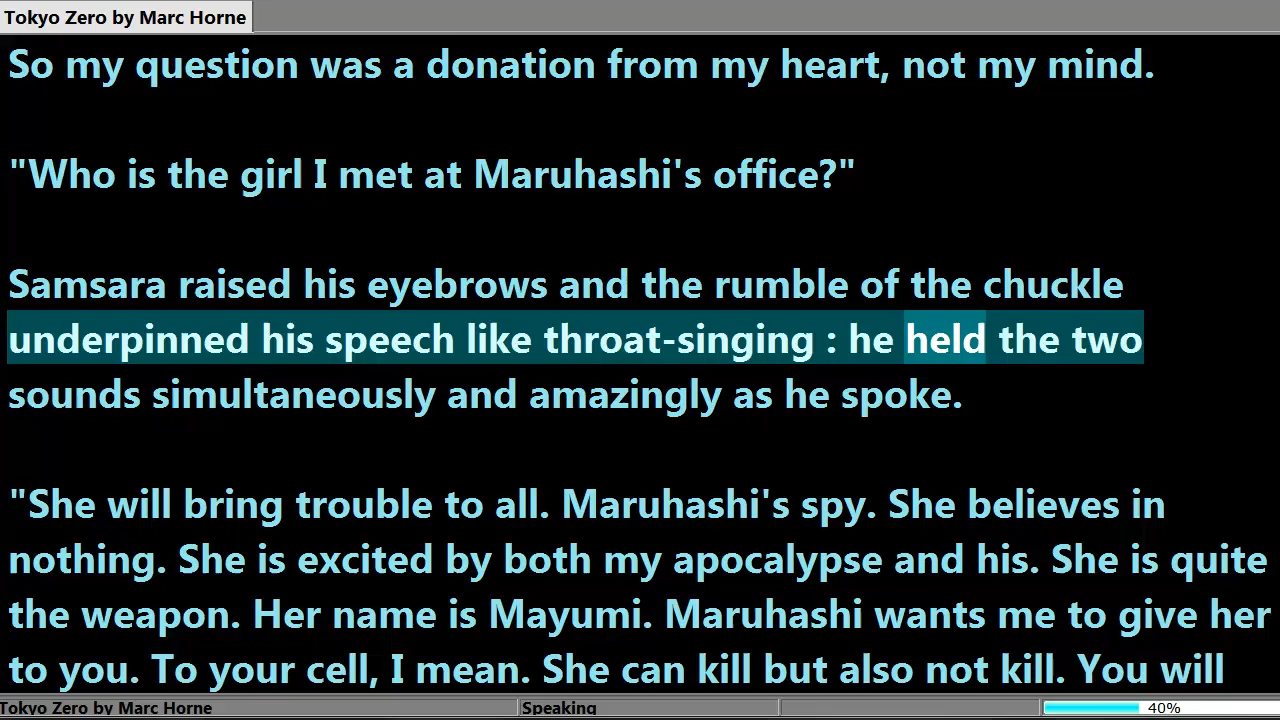 Tokyo Zero by Marc Horne
So my question was a donation from my heart, not my mind.
"Who is the girl I met at Maruhashi's office?"
Samsara raised his eyebrows and the rumble of the chuckle
underpinned his speech like throat-singing : he held the two
sounds simultaneously and amazingly as he spoke.
"She will bring trouble to all. Maruhashi's spy. She believes in
nothing. She is excited by both my apocalypse and his. She is quite
the weapon. Her name is Mayumi. Maruhashi wants me to give her
to you. To your cell, I mean. She can kill but also not kill. You will
Tokyo Zero by Marc Horne Speaking 40%